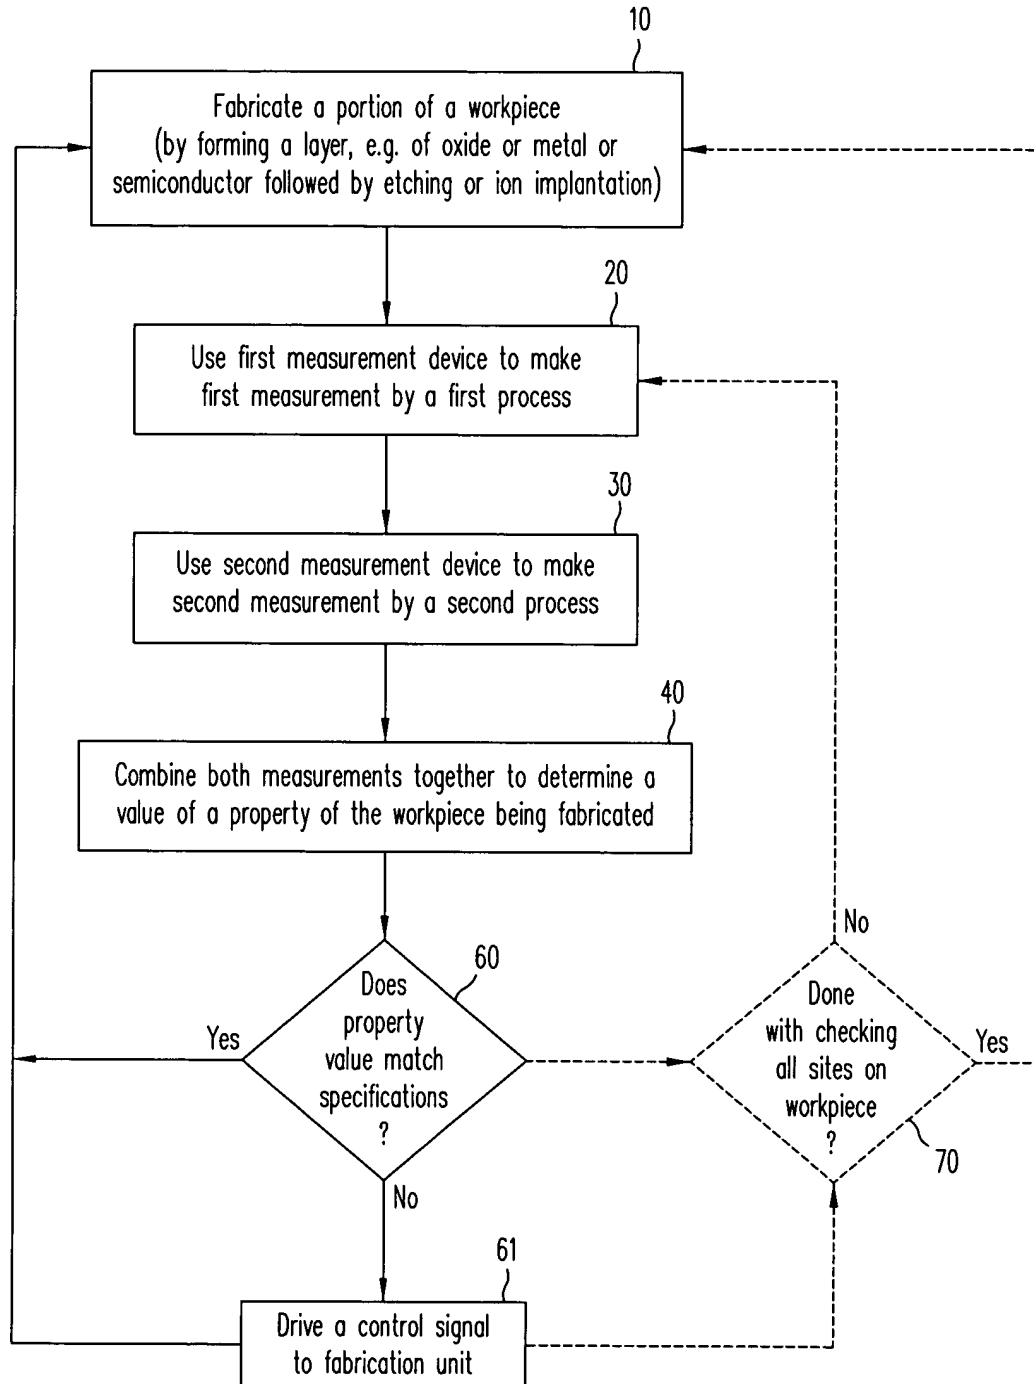 10
Fabricate a portion of a workpiece
(by forming a layer, e.g. of oxide or metal or
semiconductor followed by etching or ion implantation)
20
Use first measurement device to make
first measurement by a first process
30
Use second measurement device to make
second measurement by a second process
40
Combine both measurements together to determine a
value of a property of the workpiece being fabricated
60
Does
property
value match
specifications
?
Yes
No
No
Done
with checking
all sites on
workpiece
?
Yes
70
61
Drive a control signal
to fabrication unit